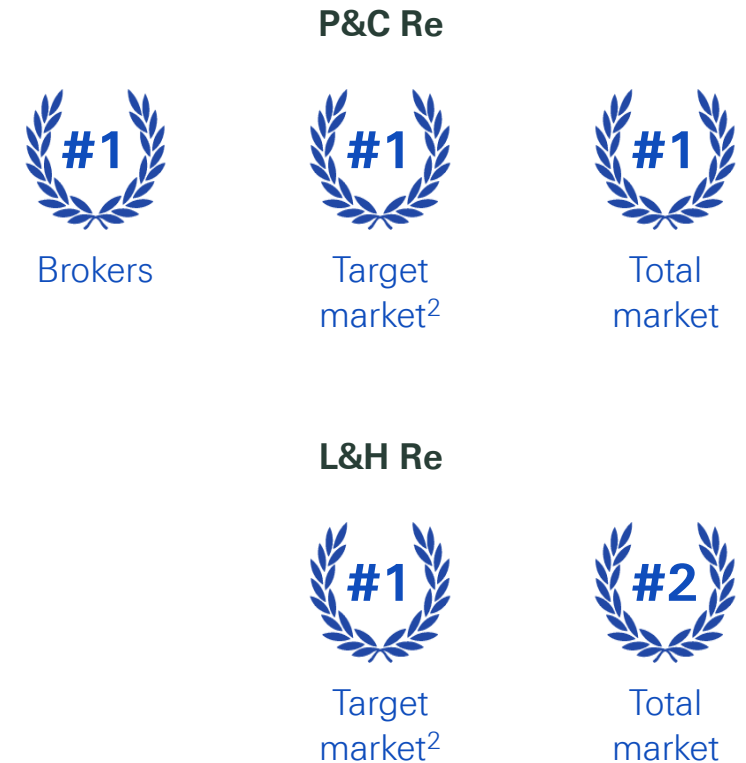 P&C Re
#1 #1 #1
Brokers Target Total
market² market
L&H Re
#1 #2
Target Total
market² market